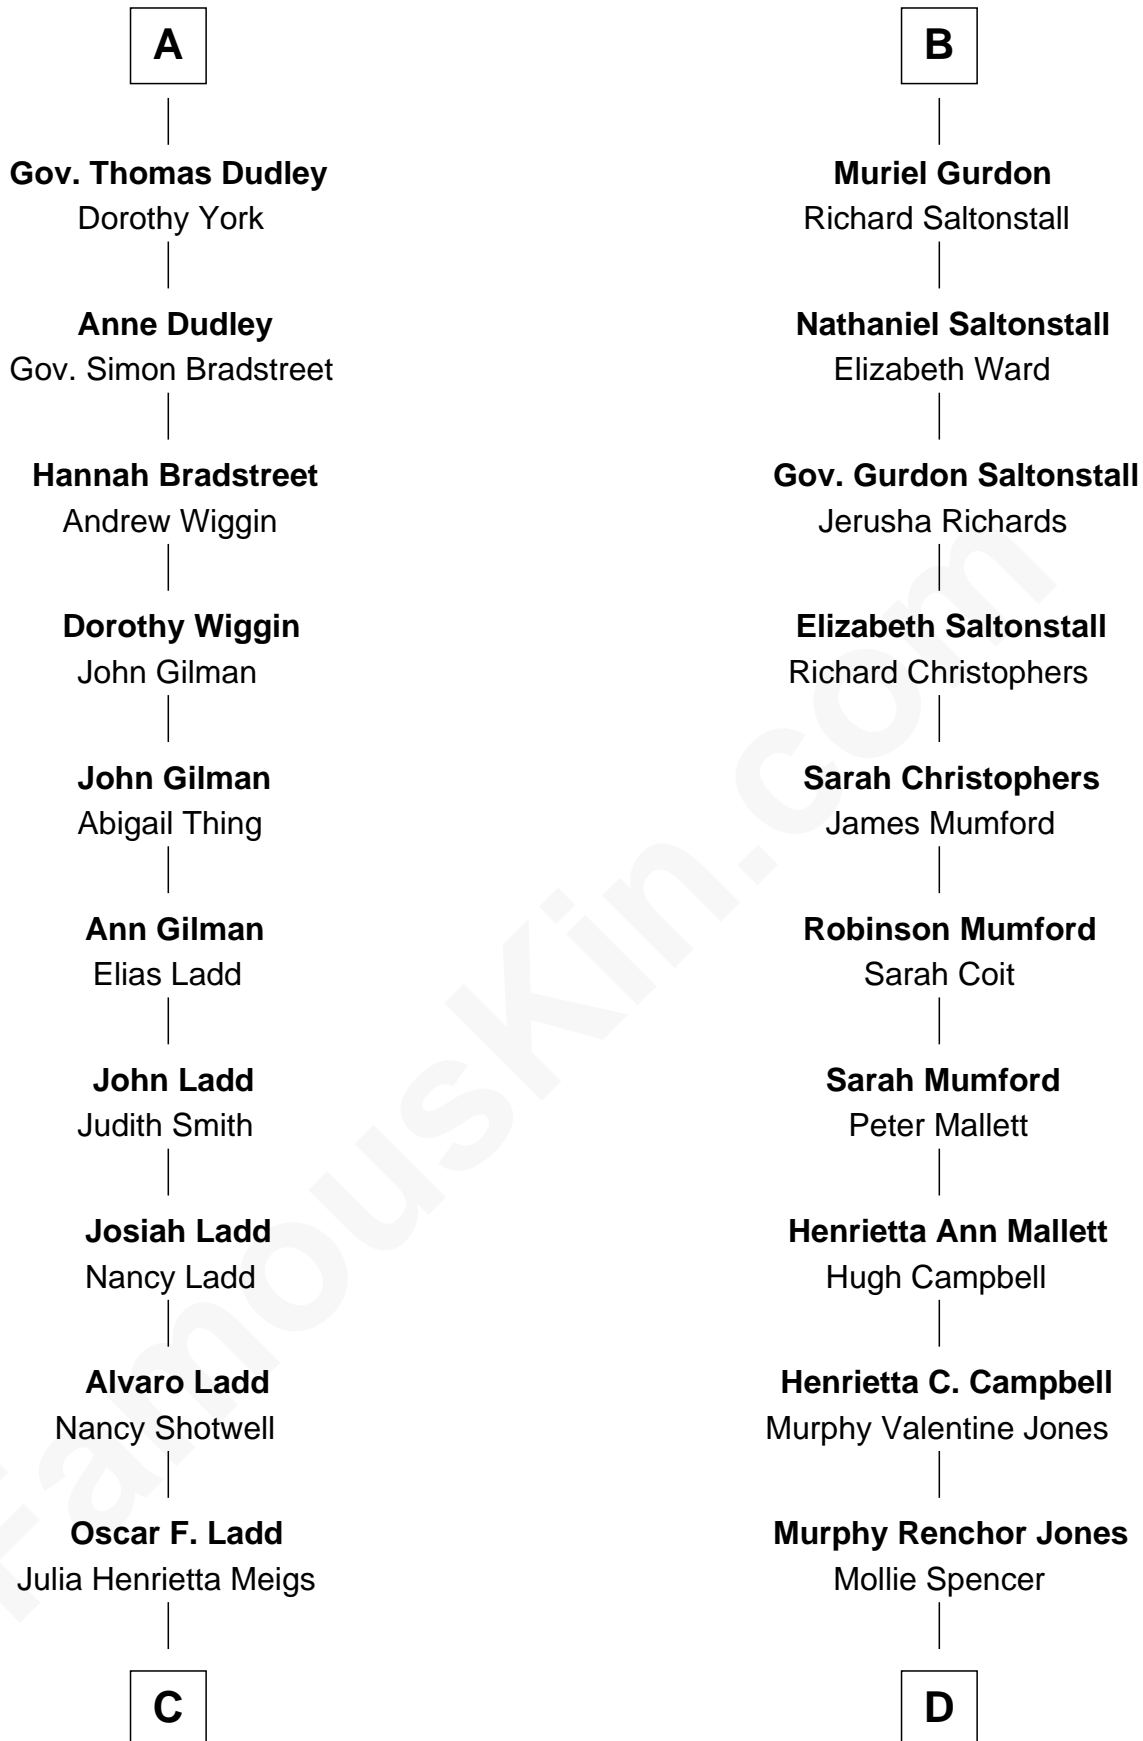 A
Gov. Thomas Dudley
Dorothy York
Anne Dudley
Gov. Simon Bradstreet
Hannah Bradstreet
Andrew Wiggin
Dorothy Wiggin
John Gilman
John Gilman
Abigail Thing
Ann Gilman
Elias Ladd
John Ladd
Judith Smith
Josiah Ladd
Nancy Ladd
Alvaro Ladd
Nancy Shotwell
Oscar F. Ladd
Julia Henrietta Meigs
C
B
Muriel Gurdon
Richard Saltonstall
Nathaniel Saltonstall
Elizabeth Ward
Gov. Gurdon Saltonstall
Jerusha Richards
Elizabeth Saltonstall
Richard Christophers
Sarah Christophers
James Mumford
Robinson Mumford
Sarah Coit
Sarah Mumford
Peter Mallett
Henrietta Ann Mallett
Hugh Campbell
Henrietta C. Campbell
Murphy Valentine Jones
Murphy Renchor Jones
Mollie Spencer
D
FamousKin.com